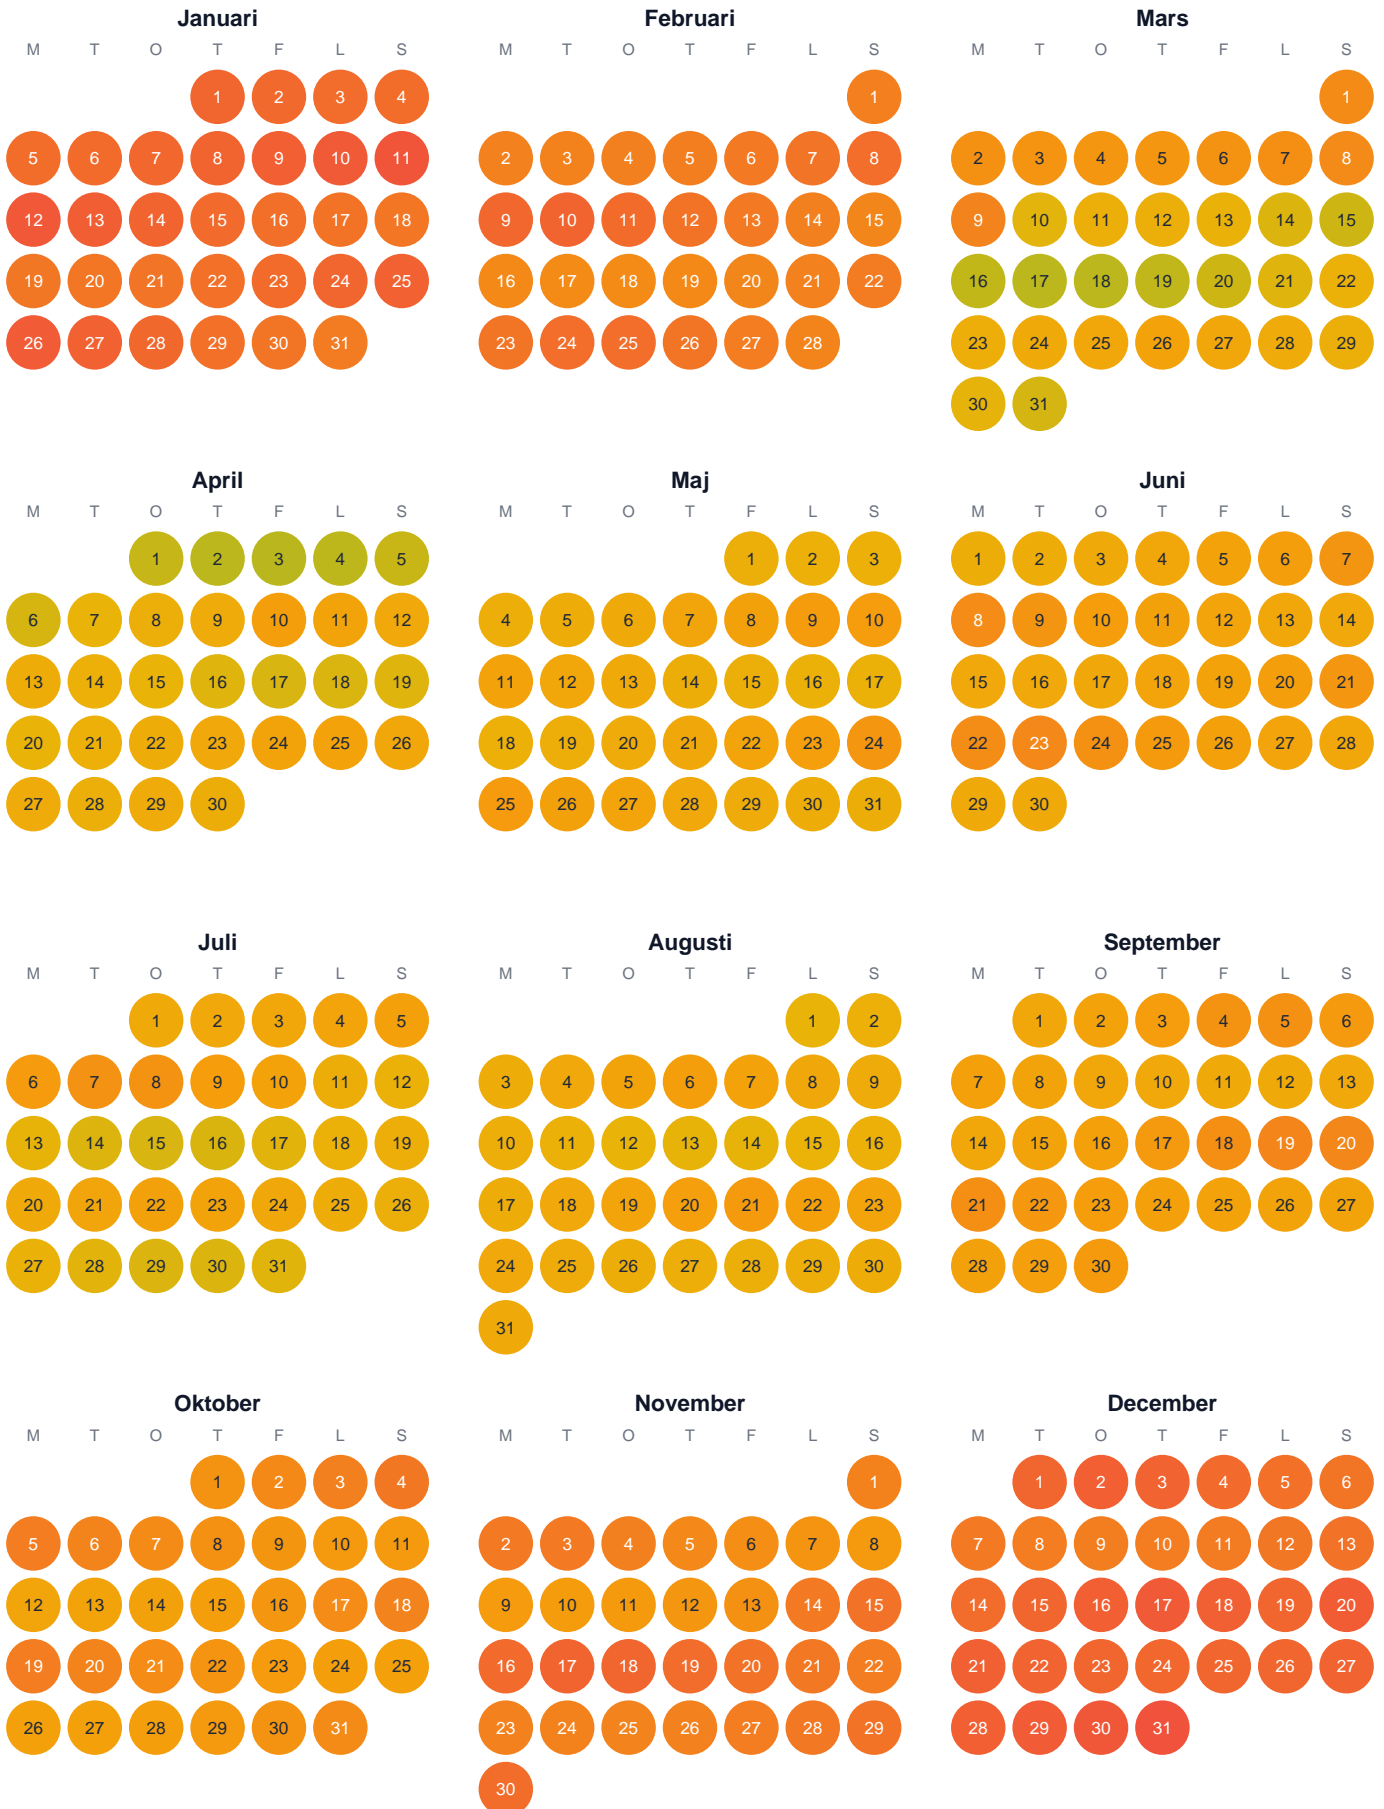 Januari Februari Mars
M T O T F L S M T O T F L S M T O T F L S
1 2 3 4 1 1
5 6 7 8 9 10 11 2 3 4 5 6 7 8 2 3 4 5 6 7 8
12 13 14 15 16 17 18 9 10 11 12 13 14 15 9 10 11 12 13 14 15
19 20 21 22 23 24 25 16 17 18 19 20 21 22 16 17 18 19 20 21 22
26 27 28 29 30 31 23 24 25 26 27 28 23 24 25 26 27 28 29
30 31
April Maj Juni
M T O T F L S M T O T F L S M T O T F L S
1 2 3 4 5 1 2 3 1 2 3 4 5 6 7
6 7 8 9 10 11 12 4 5 6 7 8 9 10 8 9 10 11 12 13 14
13 14 15 16 17 18 19 11 12 13 14 15 16 17 15 16 17 18 19 20 21
20 21 22 23 24 25 26 18 19 20 21 22 23 24 22 23 24 25 26 27 28
27 28 29 30 25 26 27 28 29 30 31 29 30
Juli Augusti September
M T O T F L S M T O T F L S M T O T F L S
1 2 3 4 5 1 2 1 2 3 4 5 6
6 7 8 9 10 11 12 3 4 5 6 7 8 9 7 8 9 10 11 12 13
13 14 15 16 17 18 19 10 11 12 13 14 15 16 14 15 16 17 18 19 20
20 21 22 23 24 25 26 17 18 19 20 21 22 23 21 22 23 24 25 26 27
27 28 29 30 31 24 25 26 27 28 29 30 28 29 30
31
Oktober November December
M T O T F L S M T O T F L S M T O T F L S
1 2 3 4 1 1 2 3 4 5 6
5 6 7 8 9 10 11 2 3 4 5 6 7 8 7 8 9 10 11 12 13
12 13 14 15 16 17 18 9 10 11 12 13 14 15 14 15 16 17 18 19 20
19 20 21 22 23 24 25 16 17 18 19 20 21 22 21 22 23 24 25 26 27
26 27 28 29 30 31 23 24 25 26 27 28 29 28 29 30 31
30